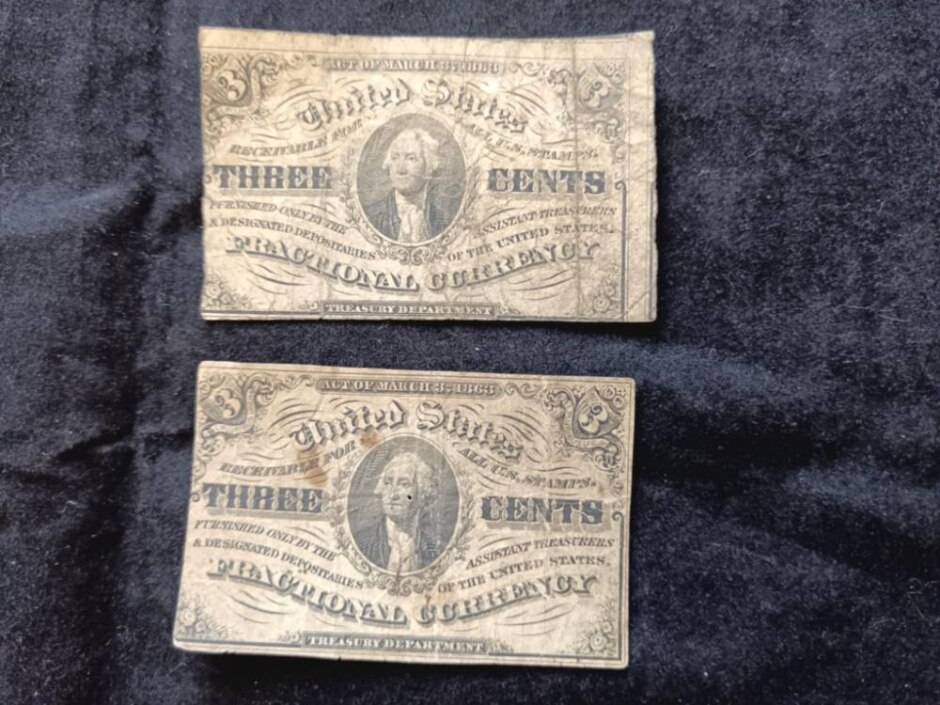 ACT OF MARCH 3, 1863
3 3
United States
RECEIVABLE FOR ALL U.S. STAMPS.
THREE CENTS
FURNISHED ONLY BY THE ASSISTANT TREASURERS
& DESIGNATED DEPOSITARIES OF THE UNITED STATES,
FRACTIONAL CURRENCY
TREASURY DEPARTMENT
ACT OF MARCH 3, 1863
3 3
United States
RECEIVABLE FOR ALL U.S. STAMPS.
THREE CENTS
FURNISHED ONLY BY THE ASSISTANT TREASURERS
& DESIGNATED DEPOSITARIES OF THE UNITED STATES,
FRACTIONAL CURRENCY
TREASURY DEPARTMENT